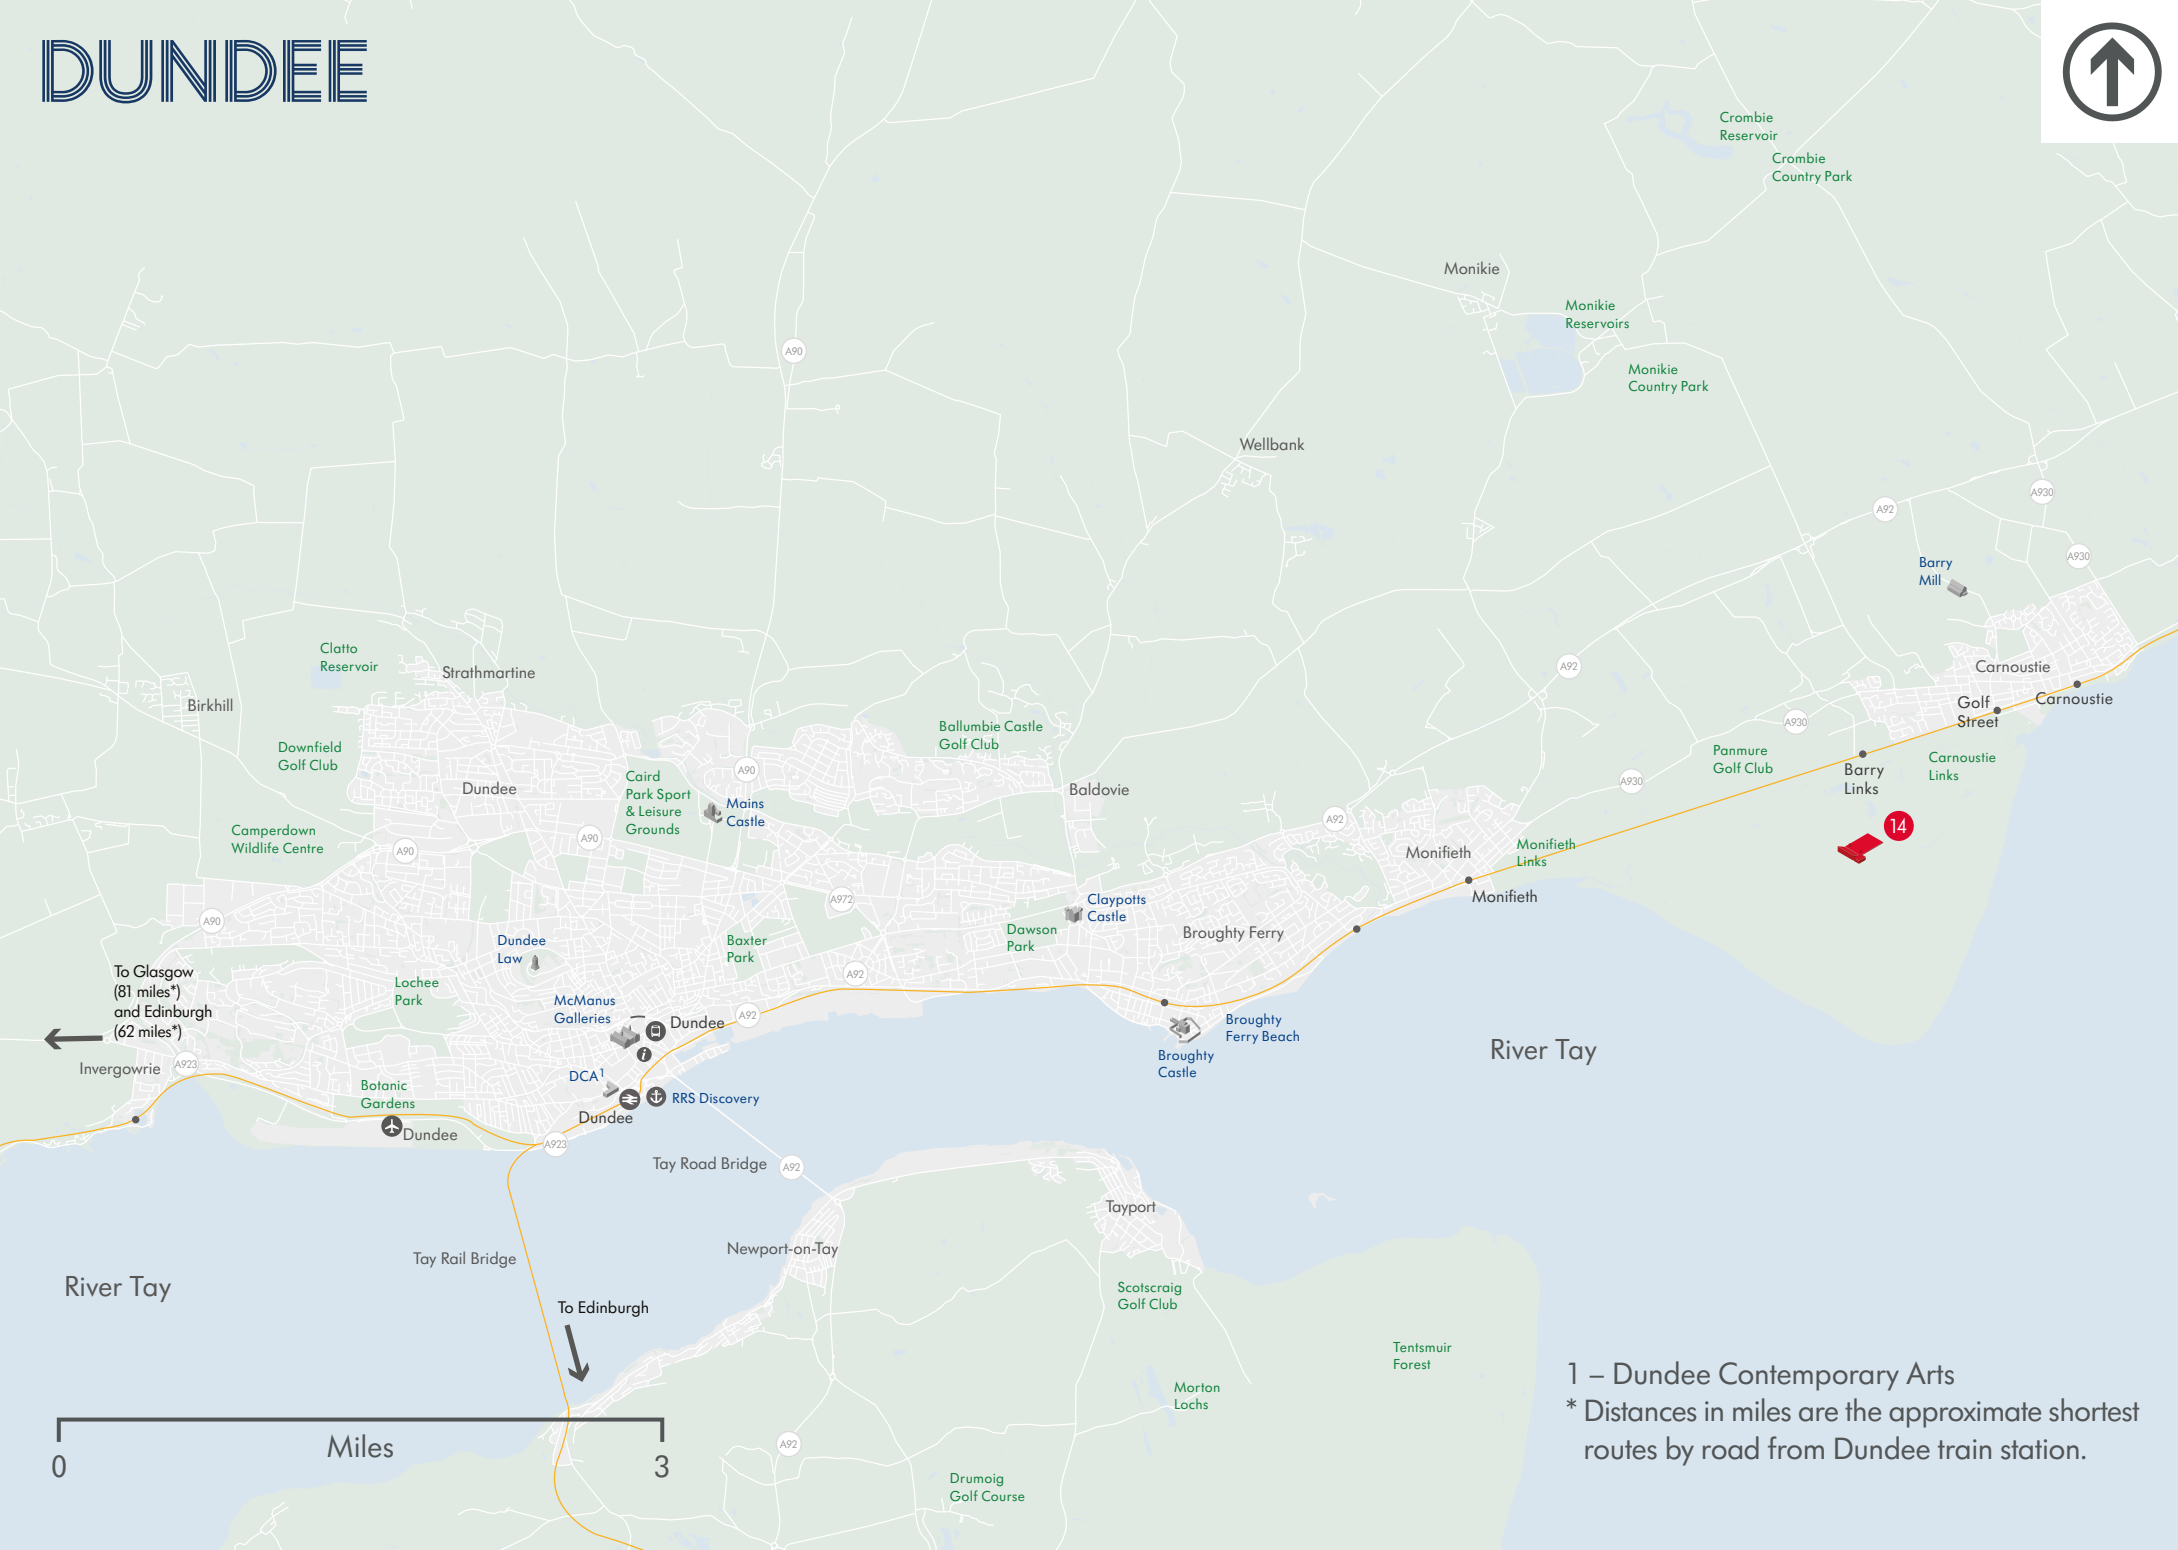 DUNDEE
Crombie
Reservoir
Crombie
Country Park
Monikie
Monikie
Reservoirs
A90
Monikie
Country Park
Wellbank
A930
A92
A930
Barry
Mill
Clatto
Reservoir
Strathmartine
A92
Carnoustie
Birkhill
Golf
Street
Carnoustie
Ballumbie Castle
Golf Club
A930
Downfield
Golf Club
Panmure
Golf Club
Carnoustie
Links
Barry
Links
A90
Caird
Park Sport
& Leisure
Grounds
Dundee
Baldovie
A930
Mains
Castle
A92
14
Camperdown
Wildlife Centre
A90
A90
Monifieth
Monifieth
Links
Monifieth
A972
Claypotts
Castle
A90
Dawson
Park
Broughty Ferry
Dundee
Law
Baxter
Park
A92
To Glasgow
(81 miles*)
and Edinburgh
(62 miles*)
Lochee
Park
McManus
Galleries
Dundee
A92
i
Broughty
Ferry Beach
River Tay
Broughty
Castle
Invergowrie
A923
DCA1
Botanic
Gardens
RRS Discovery
Dundee
Dundee
A923
Tay Road Bridge
A92
Tayport
Newport-on-Tay
Tay Rail Bridge
River Tay
Scotscraig
Golf Club
To Edinburgh
Tentsmuir
Forest
Morton
Lochs
1 – Dundee Contemporary Arts
* Distances in miles are the approximate shortest
routes by road from Dundee train station.
Miles
0
3
A92
Drumoig
Golf Course